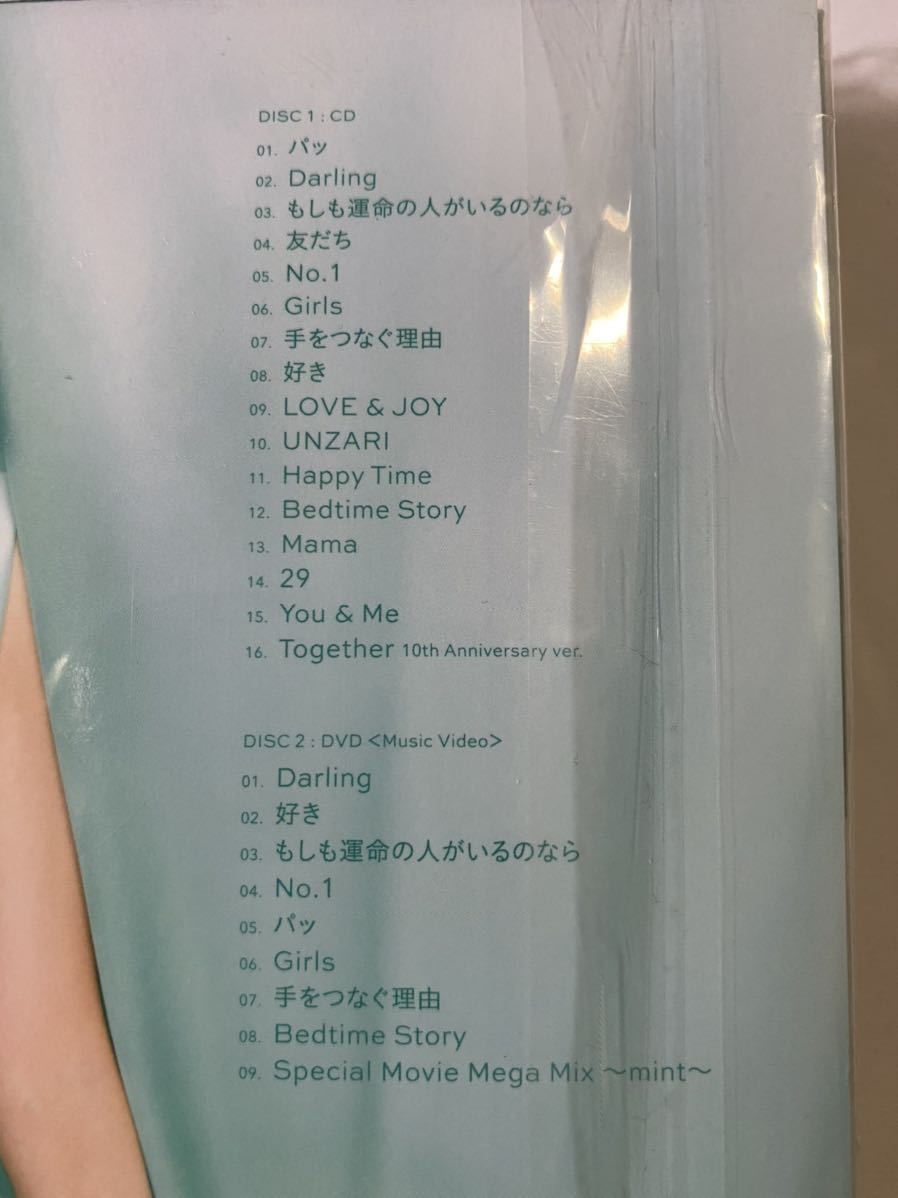 DISC 1 : CD
01. パッ
02. Darling
03. もしも運命の人がいるのなら
04. 友だち
05. No.1
06. Girls
07. 手をつなぐ理由
08. 好き
09. LOVE & JOY
10. UNZARI
11. Happy Time
12. Bedtime Story
13. Mama
14. 29
15. You & Me
16. Together 10th Anniversary ver.
DISC 2 : DVD <Music Video>
01. Darling
02. 好き
03. もしも運命の人がいるのなら
04. No.1
05. パッ
06. Girls
07. 手をつなぐ理由
08. Bedtime Story
09. Special Movie Mega Mix 〜mint〜